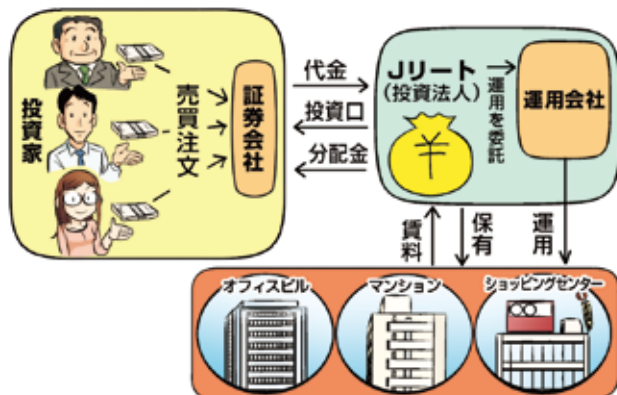 投資家
売買注文
証券会社
代金
投資口
分配金
Jリート
(投資法人)
運用を委託
運用会社
賃料
保有
運用
オフィスビル
マンション
ショッピングセンター